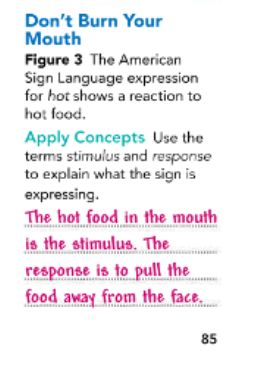 Don't Burn Your
Mouth
Figure 3 The American
Sign Language expression
for hot shows a reaction to
hot food.
Apply Concepts Use the
terms stimulus and response
to explain what the sign is
expressing.
The hot food in the mouth
is the stimulus. The
response is to pull the
food away from the face.
85